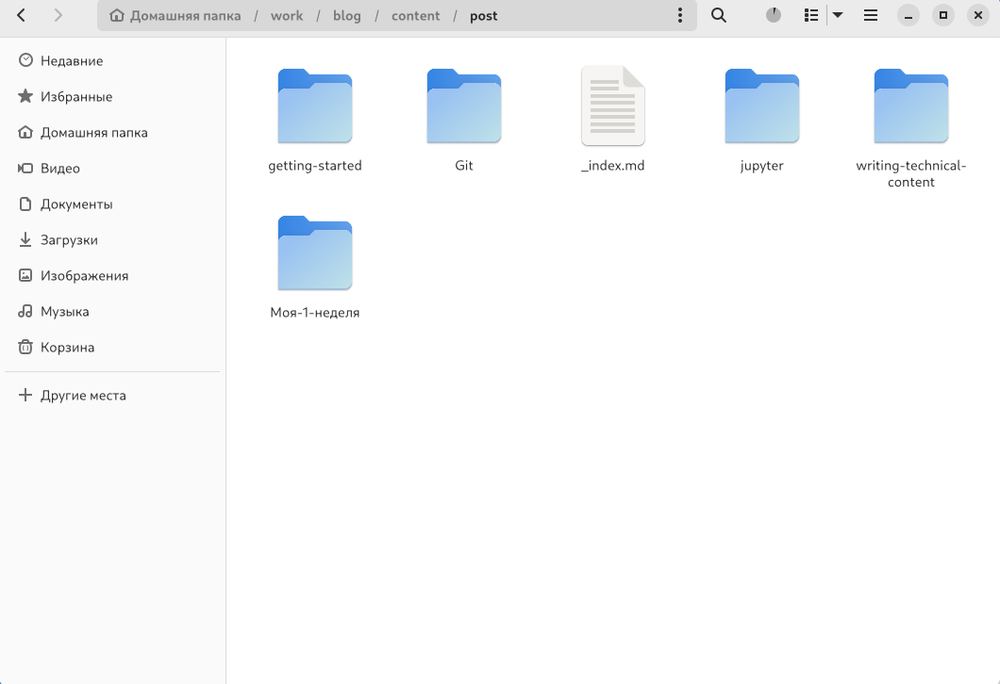 Домашняя папка / work / blog / content / post
Недавние
Избранные
Домашняя папка
Видео
Документы
Загрузки
Изображения
Музыка
Корзина
Другие места
getting-started
Git
_index.md
jupyter
writing-technical-
content
Моя-1-неделя